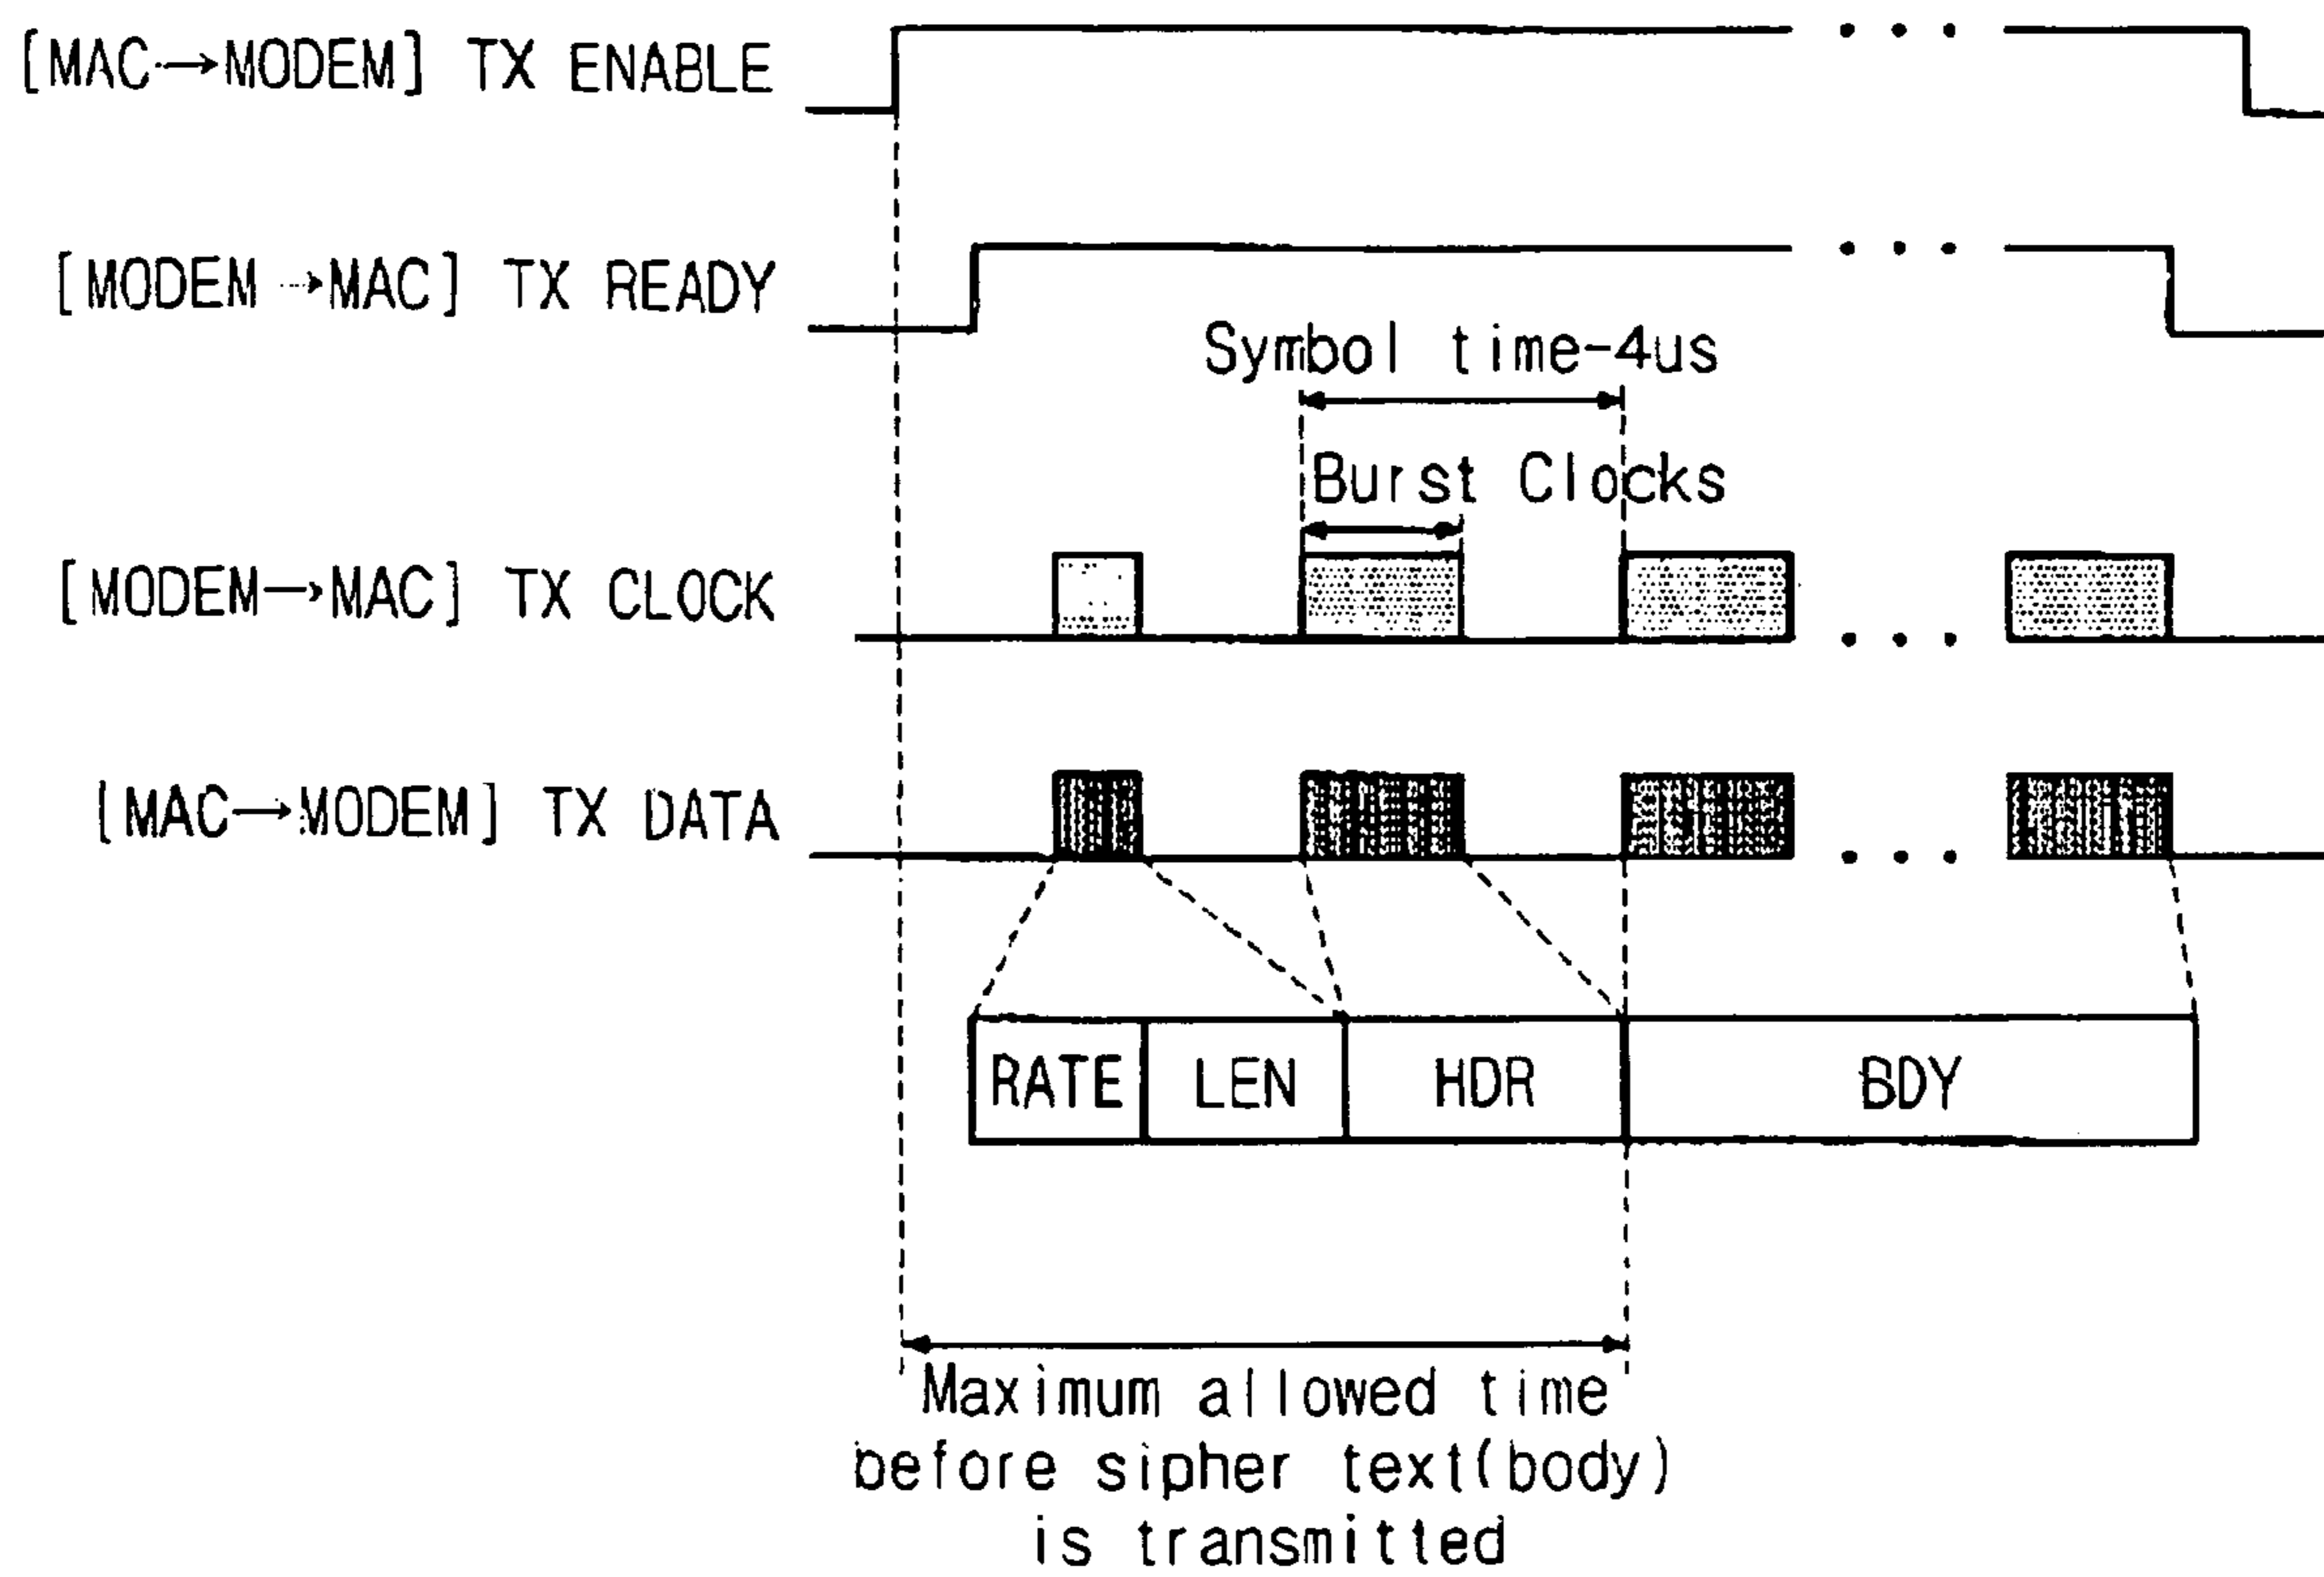 [MAC→MODEM] TX ENABLE
[MODEM→MAC] TX READY
Symbol time-4us
Burst Clocks
[MODEM→MAC] TX CLOCK
[MAC→MODEM] TX DATA
RATE LEN HDR BDY
Maximum allowed time
before sipher text(body)
is transmitted